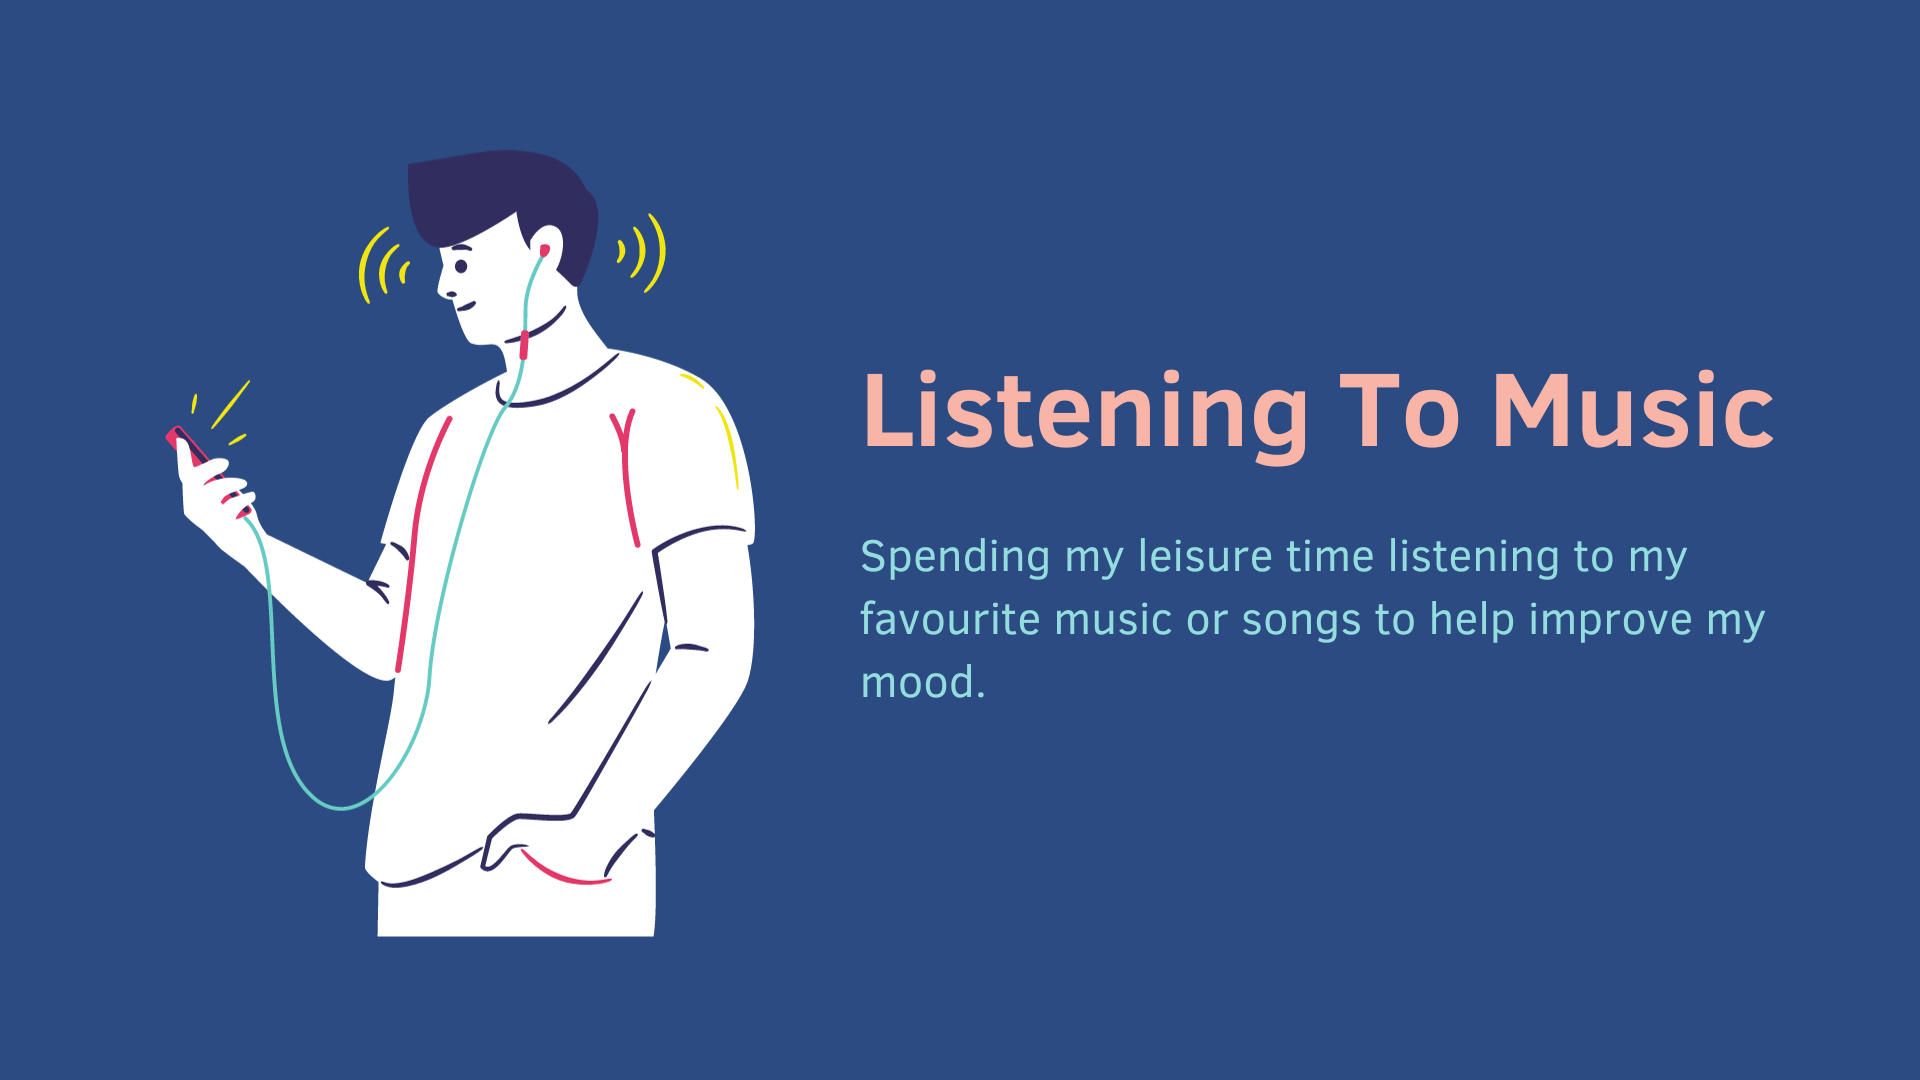 Listening To Music
Spending my leisure time listening to my
favourite music or songs to help improve my
mood.